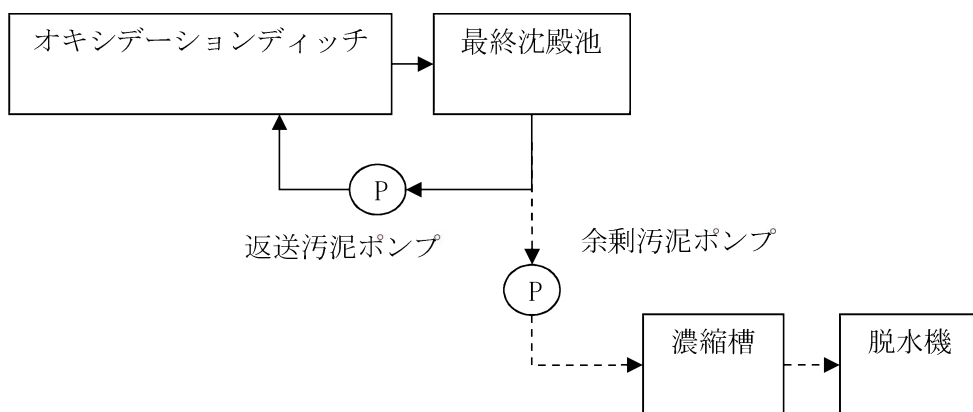 オキシデーションディッチ
最終沈殿池
P
返送汚泥ポンプ
余剰汚泥ポンプ
P
濃縮槽
脱水機